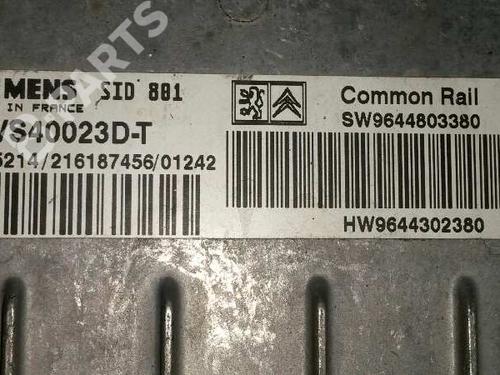 MENS SID 801
IN FRANCE
Common Rail
SW9644803380
VS40023D-T
5214/216187456/01242
HW9644302380
PARTS